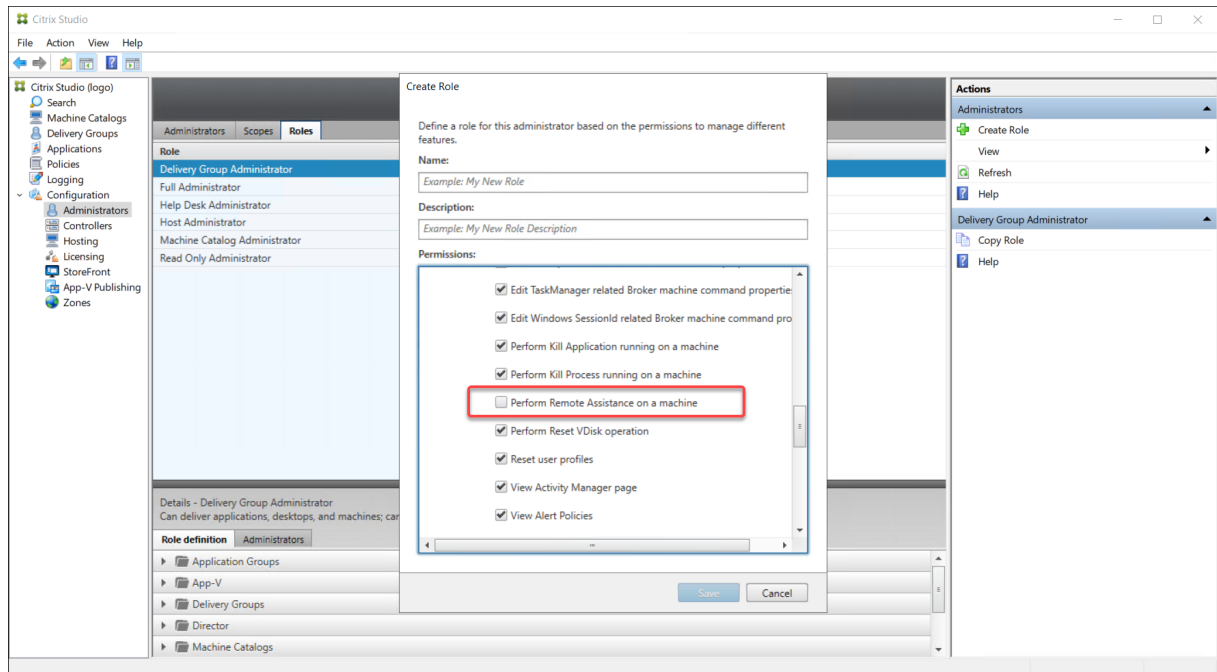 Citrix Studio
File Action View Help
Citrix Studio (logo)
Search
Machine Catalogs
Delivery Groups
Applications
Policies
Logging
Configuration
Administrators
Controllers
Hosting
Licensing
StoreFront
App-V Publishing
Zones
Administrators Scopes Roles
Role
Delivery Group Administrator
Full Administrator
Help Desk Administrator
Host Administrator
Machine Catalog Administrator
Read Only Administrator
Details - Delivery Group Administrator
Can deliver applications, desktops, and machines; car
Role definition Administrators
Application Groups
App-V
Delivery Groups
Director
Machine Catalogs
Create Role
Define a role for this administrator based on the permissions to manage different
features.
Name:
Example: My New Role
Description:
Example: My New Role Description
Permissions:
Edit TaskManager related Broker machine command propertie
Edit Windows SessionId related Broker machine command pro
Perform Kill Application running on a machine
Perform Kill Process running on a machine
Perform Remote Assistance on a machine
Perform Reset VDisk operation
Reset user profiles
View Activity Manager page
View Alert Policies
Save Cancel
Actions
Administrators
Create Role
View
Refresh
Help
Delivery Group Administrator
Copy Role
Help